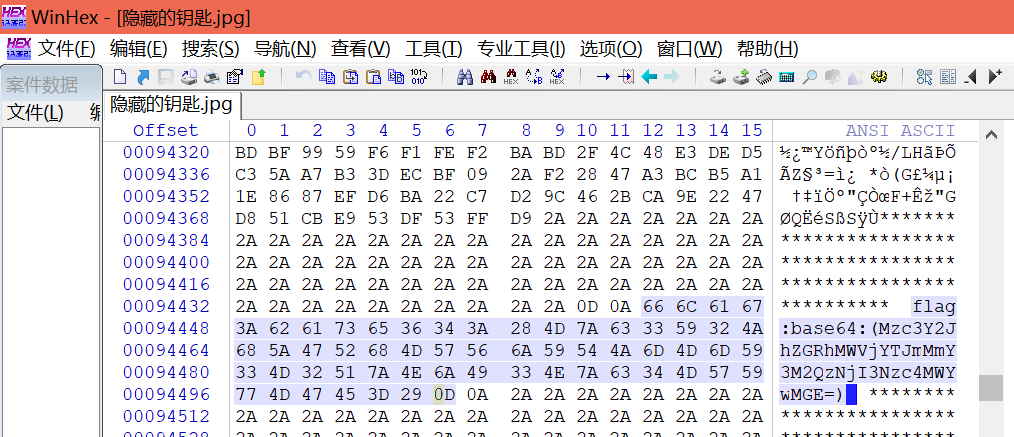 WinHex - [隐藏的钥匙.jpg]
文件(F) 编辑(E) 搜索(S) 导航(N) 查看(V) 工具(T) 专业工具(I) 选项(O) 窗口(W) 帮助(H)
案件数据
文件(L) 编
隐藏的钥匙.jpg
Offset 0 1 2 3 4 5 6 7 8 9 10 11 12 13 14 15 ANSI ASCII
00094320 BD BF 99 59 F6 F1 FE F2 BA BD 2F 4C 48 E3 DE D5 ½¿™Yöñþòº½/LHãÞÕ
00094336 C3 5A A7 B3 3D EC BF 09 2A F2 28 47 A3 BC B5 A1 ÃZ§³=ì¿ *ò(G£¼µ¡
00094352 1E 86 87 EF D6 BA 22 C7 D2 9C 46 2B CA 9E 22 47 †‡ïÖº"ÇÒœF+Êž"G
00094368 D8 51 CB E9 53 DF 53 FF D9 2A 2A 2A 2A 2A 2A 2A ØQËéSßSÿÙ*******
00094384 2A 2A 2A 2A 2A 2A 2A 2A 2A 2A 2A 2A 2A 2A 2A 2A ****************
00094400 2A 2A 2A 2A 2A 2A 2A 2A 2A 2A 2A 2A 2A 2A 2A 2A ****************
00094416 2A 2A 2A 2A 2A 2A 2A 2A 2A 2A 2A 2A 2A 2A 2A 2A ****************
00094432 2A 2A 2A 2A 2A 2A 2A 2A 2A 2A 0D 0A 66 6C 61 67 ********** flag
00094448 3A 62 61 73 65 36 34 3A 28 4D 7A 63 33 59 32 4A :base64:(Mzc3Y2J
00094464 68 5A 47 52 68 4D 57 56 6A 59 54 4A 6D 4D 6D 59 hZGRhMWVjYTJmMmY
00094480 33 4D 32 51 7A 4E 6A 49 33 4E 7A 63 34 4D 57 59 3M2QzNjI3Nzc4MWY
00094496 77 4D 47 45 3D 29 0D 0A 2A 2A 2A 2A 2A 2A 2A 2A wMGE=) ********
00094512 2A 2A 2A 2A 2A 2A 2A 2A 2A 2A 2A 2A 2A 2A 2A 2A ****************